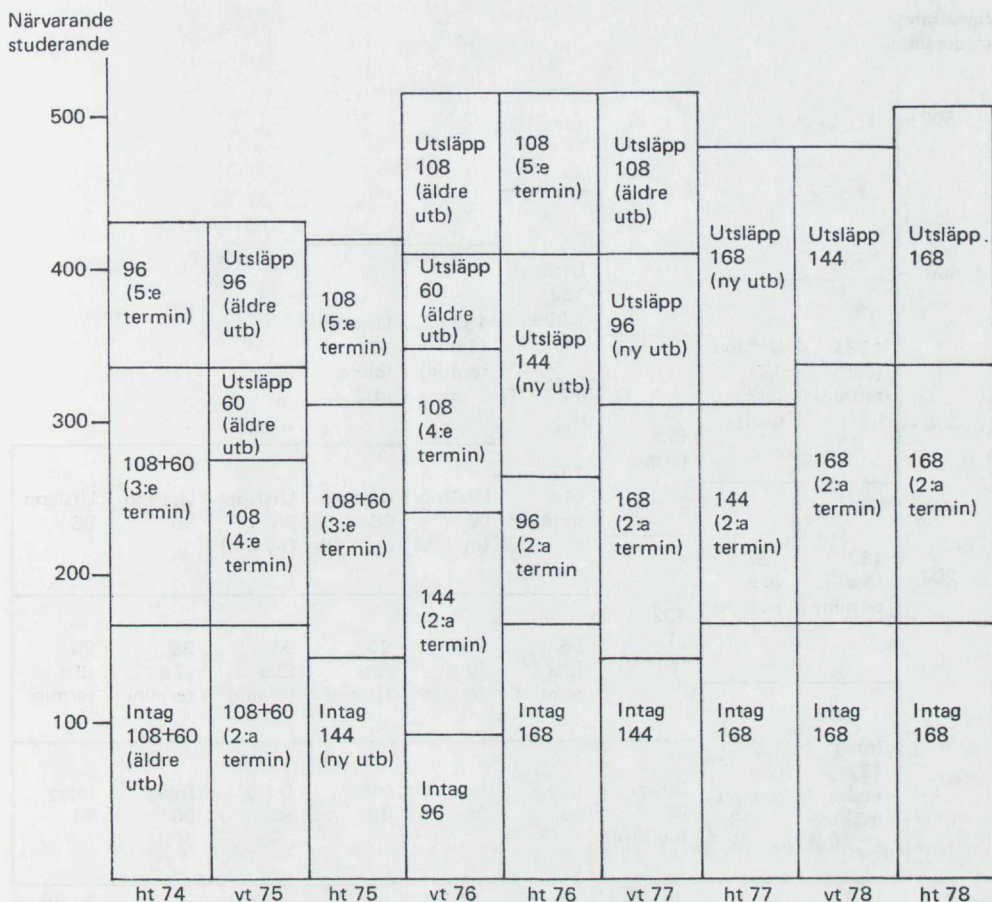 Närvarande
studerande
500
400
300
200
100
96
(5:e
termin)
108+60
(3:e
termin)
Intag
108+60
(äldre
utb)
ht 74
Utsläpp
96
(äldre
utb)
Utsläpp
60
(äldre
utb)
108
(4:e
termin)
108+60
(2:a
termin)
vt 75
108
(5:e
termin)
108+60
(3:e
termin)
Intag
144
(ny utb)
ht 75
Utsläpp
108
(äldre
utb)
Utsläpp
60
(äldre
utb)
108
(4:e
termin)
144
(2:a
termin)
Intag
96
vt 76
108
(5:e
termin)
Utsläpp
144
(ny utb)
96
(2:a
termin
Intag
168
ht 76
Utsläpp
108
(äldre
utb)
Utsläpp
96
(ny utb)
168
(2:a
termin)
Intag
144
vt 77
Utsläpp
168
(ny utb)
144
(2:a
termin)
Intag
168
ht 77
Utsläpp
144
168
(2:a
termin)
Intag
168
vt 78
Utsläpp.
168
168
(2:a
termin)
Intag
168
ht 78